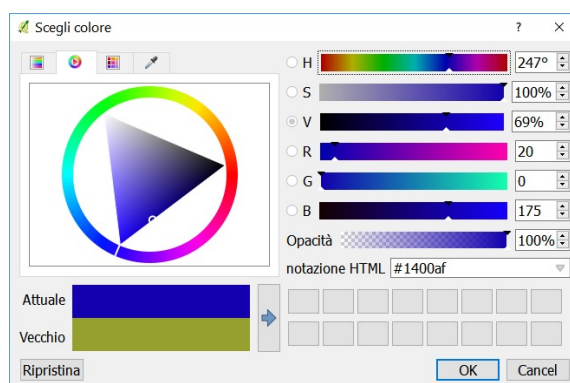 Scegli colore ? ×
H 247°
S 100%
V 69%
R 20
G 0
B 175
Opacità 100%
notazione HTML #1400af
Attuale
Vecchio
Ripristina OK Cancel